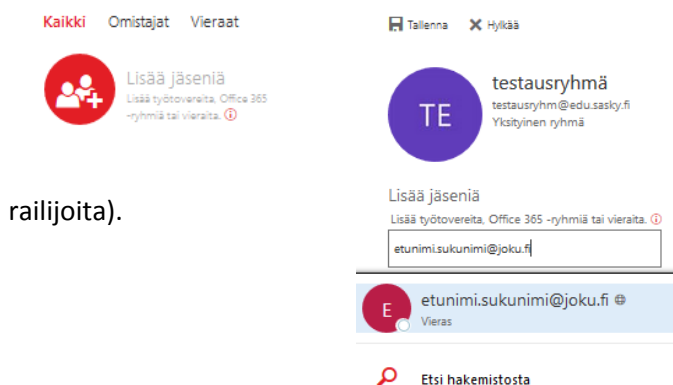 Kaikki Omistajat Vieraat
Lisää jäseniä
Lisää työtovereita, Office 365
-ryhmiä tai vieraita.
railijoita).
Tallenna Hylkää
TE
testausryhmä
testausryhm@edu.sasky.fi
Yksityinen ryhmä
Lisää jäseniä
Lisää työtovereita, Office 365 -ryhmiä tai vieraita.
etunimi.sukunimi@joku.fi
E
etunimi.sukunimi@joku.fi
Vieras
Etsi hakemistosta